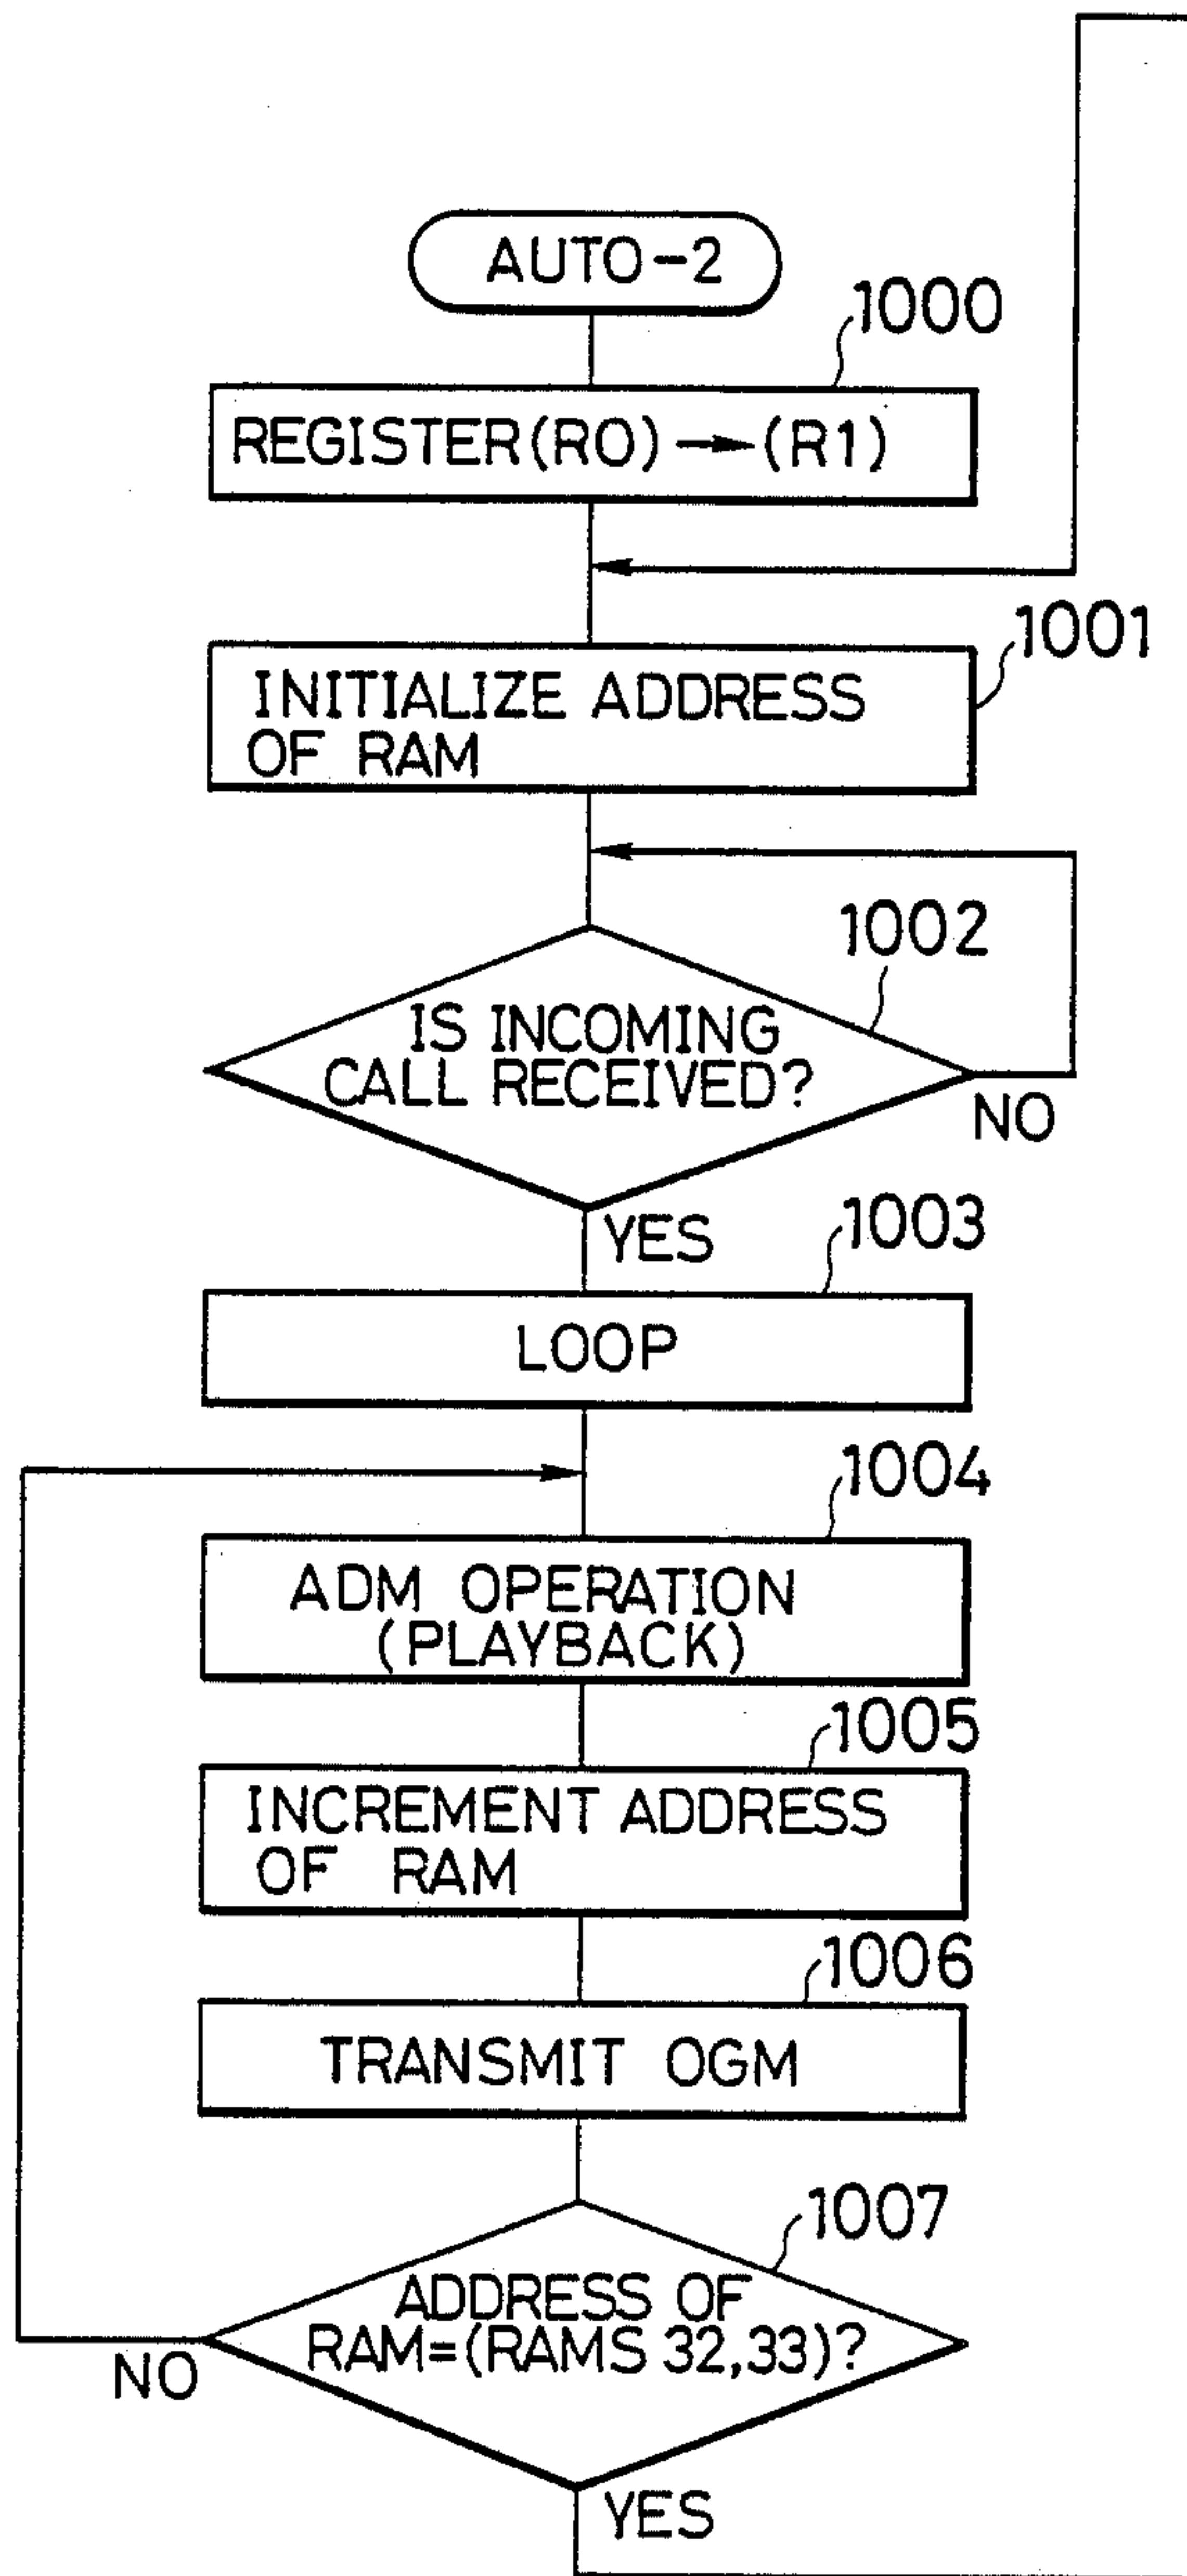 AUTO-2
1000
REGISTER(R0)→(R1)
1001
INITIALIZE ADDRESS
OF RAM
1002
IS INCOMING
CALL RECEIVED?
NO
YES
1003
LOOP
1004
ADM OPERATION
(PLAYBACK)
1005
INCREMENT ADDRESS
OF RAM
1006
TRANSMIT OGM
1007
ADDRESS OF
RAM=(RAMS 32,33)?
NO
YES